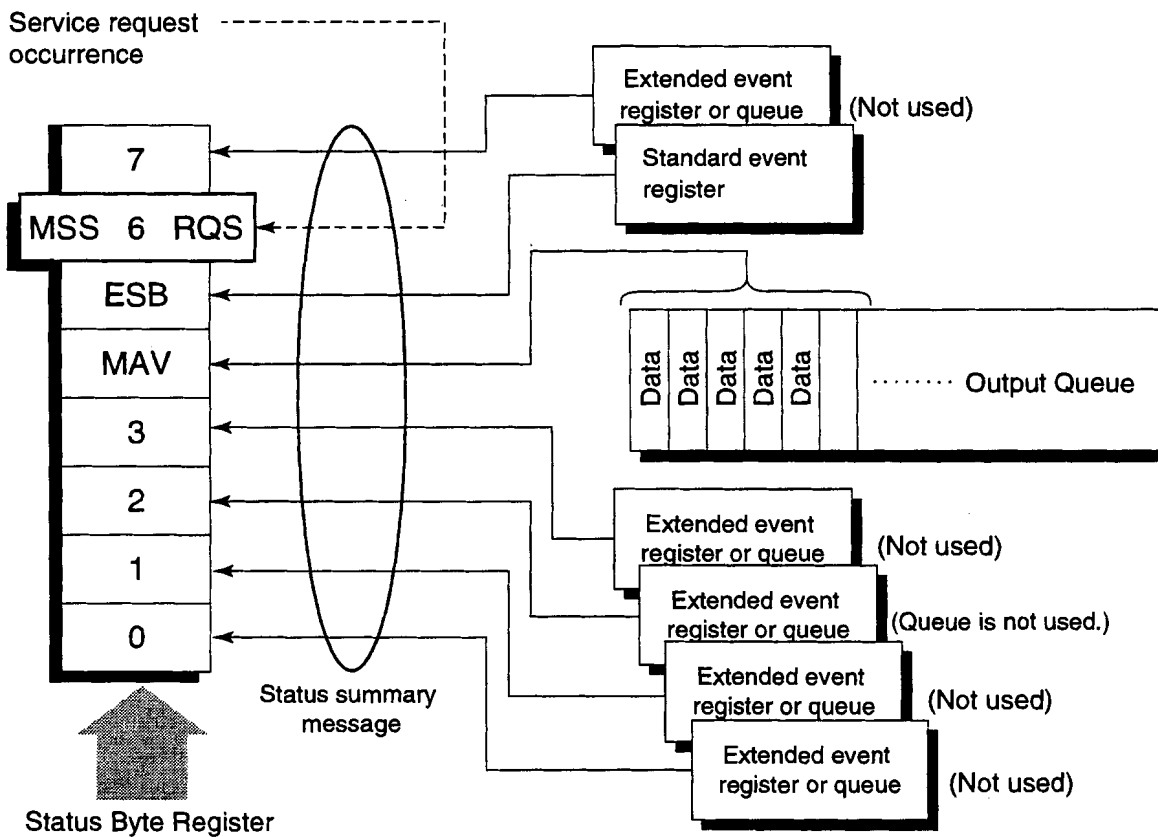 Service request
occurrence
Extended event
register or queue
(Not used)
Standard event
register
7
MSS 6 RQS
ESB
MAV
3
2
1
0
Data
Data
Data
Data
Data
........ Output Queue
Extended event
register or queue
(Not used)
Extended event
register or queue
(Queue is not used.)
Extended event
register or queue
(Not used)
Extended event
register or queue
(Not used)
Status summary
message
Status Byte Register